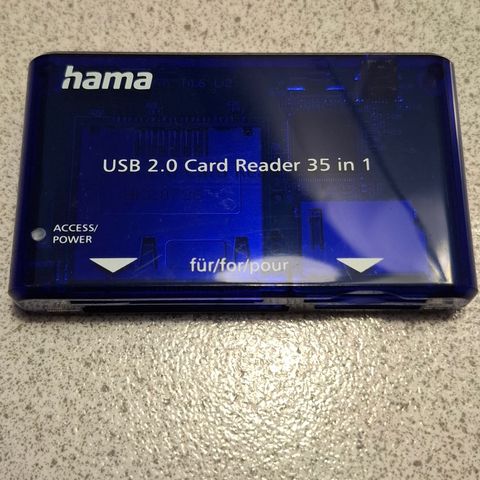 hama
USB 2.0 Card Reader 35 in 1
ACCESS/
POWER
für/for/pour